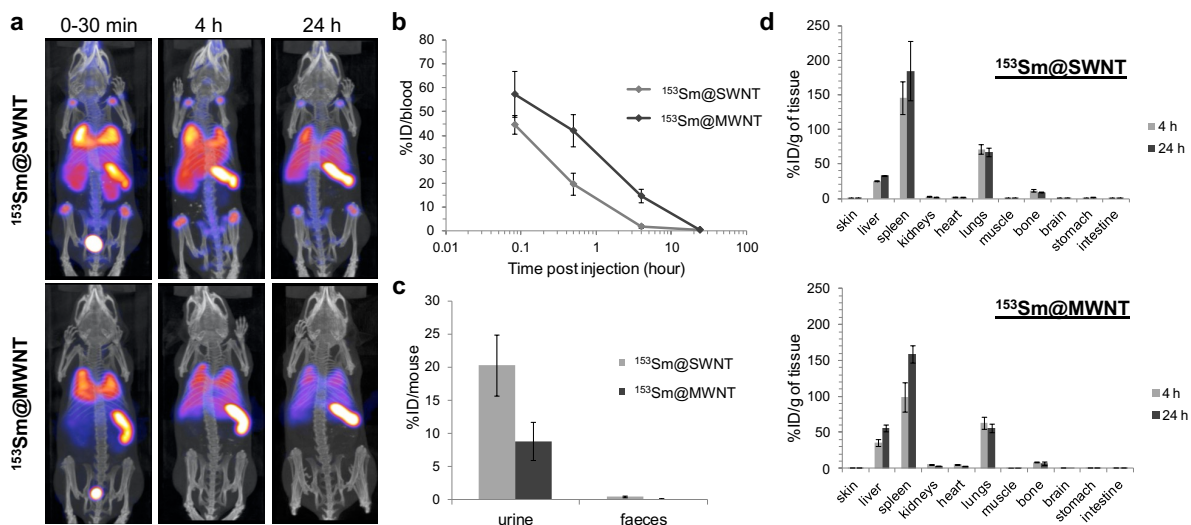 a
0-30 min
4 h
24 h
¹⁵³Sm@SWNT
¹⁵³Sm@MWNT
b
%ID/blood
80
70
60
50
40
30
20
10
0
0.01
0.1
1
10
100
Time post injection (hour)
¹⁵³Sm@SWNT
¹⁵³Sm@MWNT
c
%ID/mouse
30
25
20
15
10
5
0
urine
faeces
¹⁵³Sm@SWNT
¹⁵³Sm@MWNT
d
¹⁵³Sm@SWNT
%ID/g of tissue
250
200
150
100
50
0
skin
liver
spleen
kidneys
heart
lungs
muscle
bone
brain
stomach
intestine
4 h
24 h
¹⁵³Sm@MWNT
%ID/g of tissue
250
200
150
100
50
0
skin
liver
spleen
kidneys
heart
lungs
muscle
bone
brain
stomach
intestine
4 h
24 h